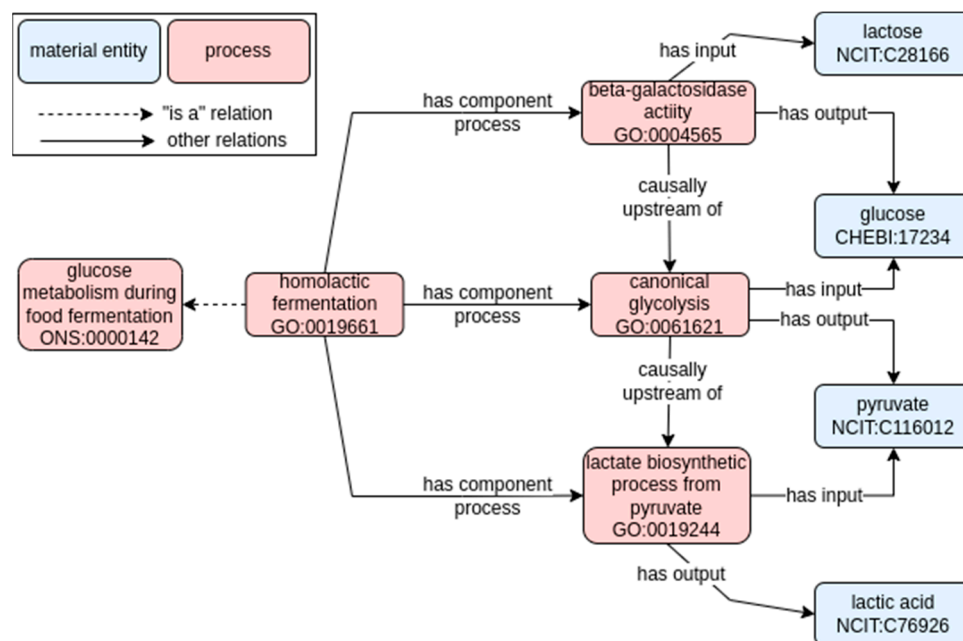 material entity
process
"is a" relation
other relations
lactose
NCIT:C28166
has input
beta-galactosidase
actiity
GO:0004565
has component
process
has output
causally
upstream of
glucose
CHEBI:17234
glucose
metabolism during
food fermentation
ONS:0000142
homolactic
fermentation
GO:0019661
has component
process
canonical
glycolysis
GO:0061621
has input
has output
causally
upstream of
pyruvate
NCIT:C116012
lactate biosynthetic
process from
pyruvate
GO:0019244
has component
process
has input
has output
lactic acid
NCIT:C76926